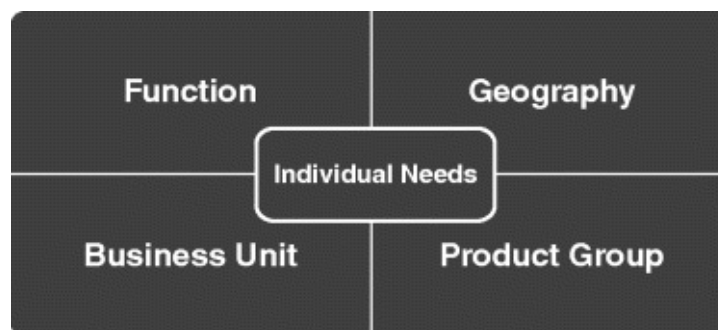 Function
Geography
Individual Needs
Business Unit
Product Group